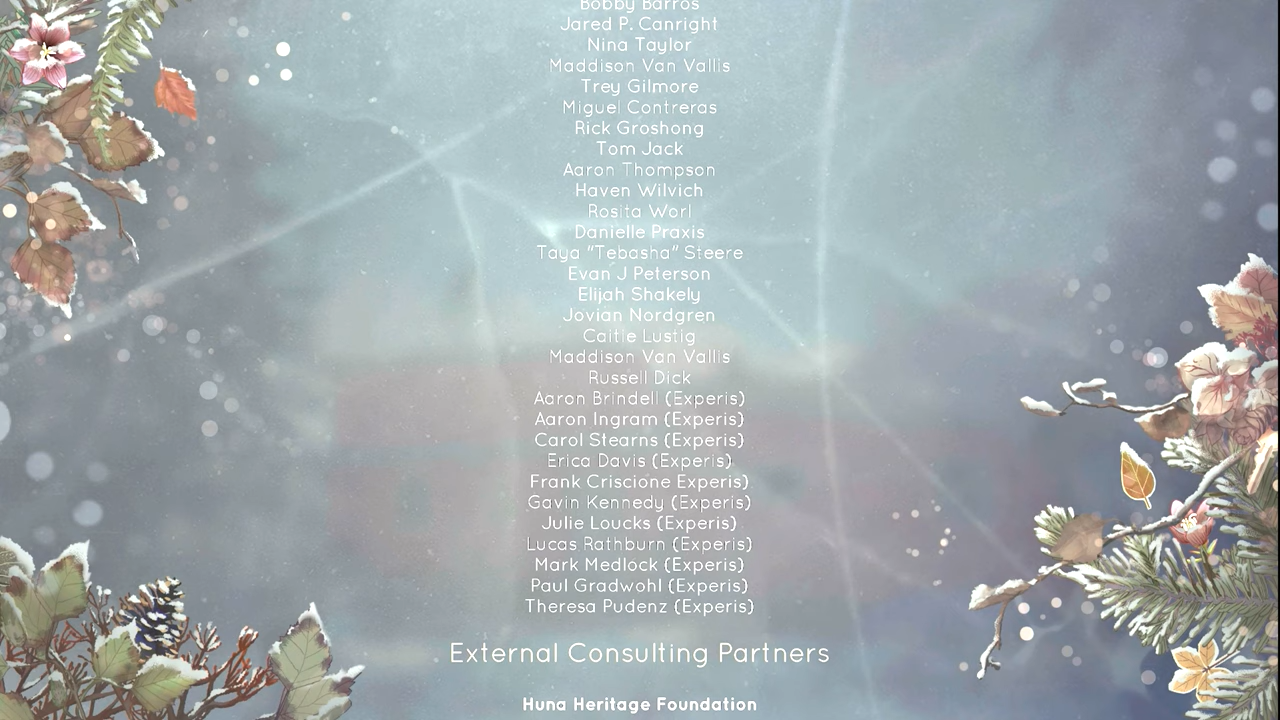 Bobby Barros
Jared P. Canright
Nina Taylor
Maddison Van Vallis
Trey Gilmore
Miguel Contreras
Rick Groshong
Tom Jack
Aaron Thompson
Haven Wilvich
Rosita Worl
Danielle Praxis
Taya "Tebasha" Steere
Evan J Peterson
Elijah Shakely
Jovian Nordgren
Caitie Lustig
Maddison Van Vallis
Russell Dick
Aaron Brindell (Experis)
Aaron Ingram (Experis)
Carol Stearns (Experis)
Erica Davis (Experis)
Frank Criscione Experis)
Gavin Kennedy (Experis)
Julie Loucks (Experis)
Lucas Rathburn (Experis)
Mark Medlock (Experis)
Paul Gradwohl (Experis)
Theresa Pudenz (Experis)
External Consulting Partners
Huna Heritage Foundation